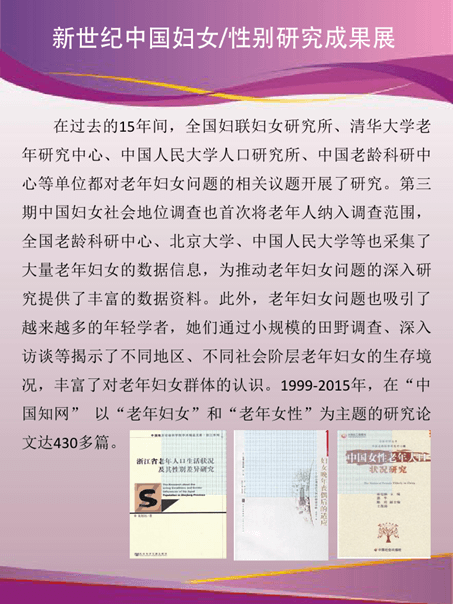 新世纪中国妇女/性别研究成果展
在过去的15年间，全国妇联妇女研究所、清华大学老
年研究中心、中国人民大学人口研究所、中国老龄科研中
心等单位都对老年妇女问题的相关议题开展了研究。第三
期中国妇女社会地位调查也首次将老年人纳入调查范围，
全国老龄科研中心、北京大学、中国人民大学等也采集了
大量老年妇女的数据信息，为推动老年妇女问题的深入研
究提供了丰富的数据资料。此外，老年妇女问题也吸引了
越来越多的年轻学者，她们通过小规模的田野调查、深入
访谈等揭示了不同地区、不同社会阶层老年妇女的生存境
况，丰富了对老年妇女群体的认识。1999-2015年，在“中
国知网” 以“老年妇女”和“老年女性”为主题的研究论
文达430多篇。
浙江省老年人口生活状况
及其性别差异研究
妇女晚年丧偶后的适应
中国女性老年人口
状况研究